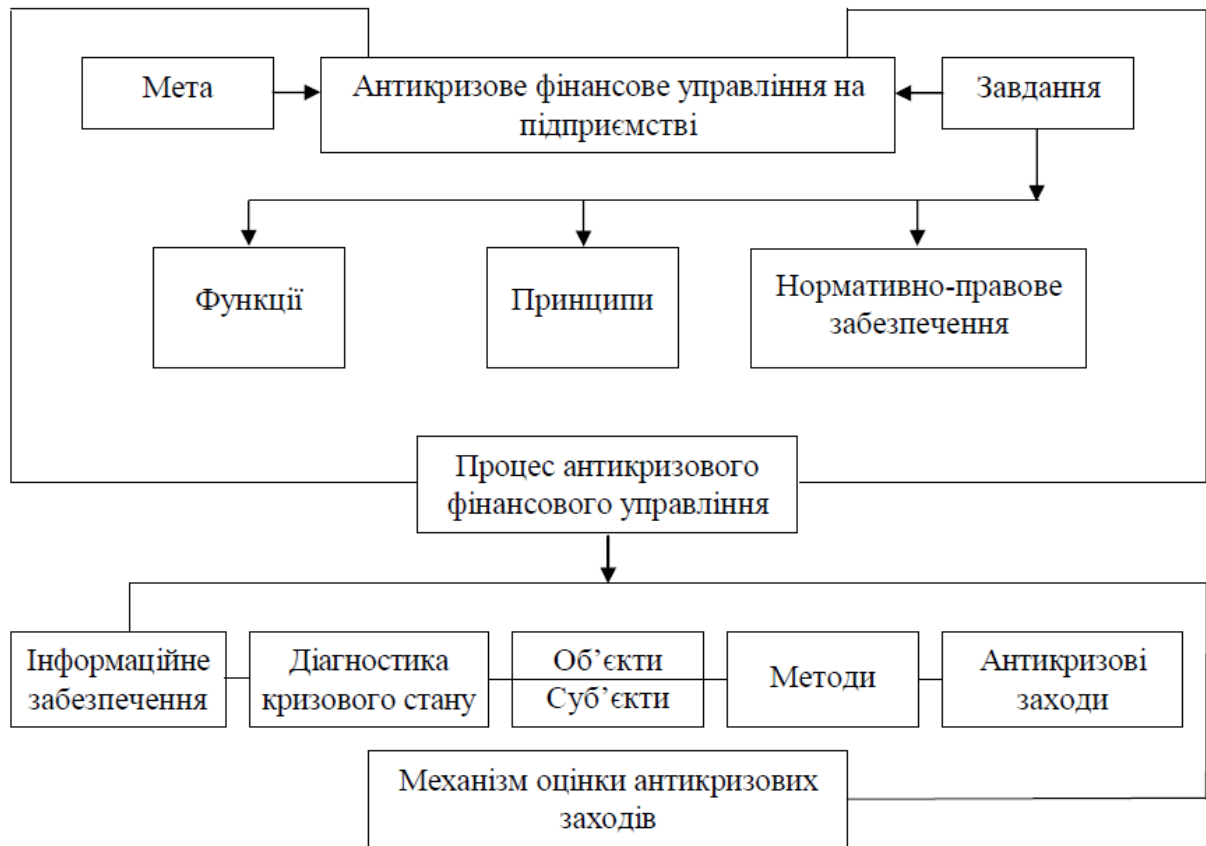 Мета
Антикризове фінансове управління на
підприємстві
Завдання
Функції
Принципи
Нормативно-правове
забезпечення
Процес антикризового
фінансового управління
Інформаційне
забезпечення
Діагностика
кризового стану
Об’єкти
Суб’єкти
Методи
Антикризові
заходи
Механізм оцінки антикризових
заходів